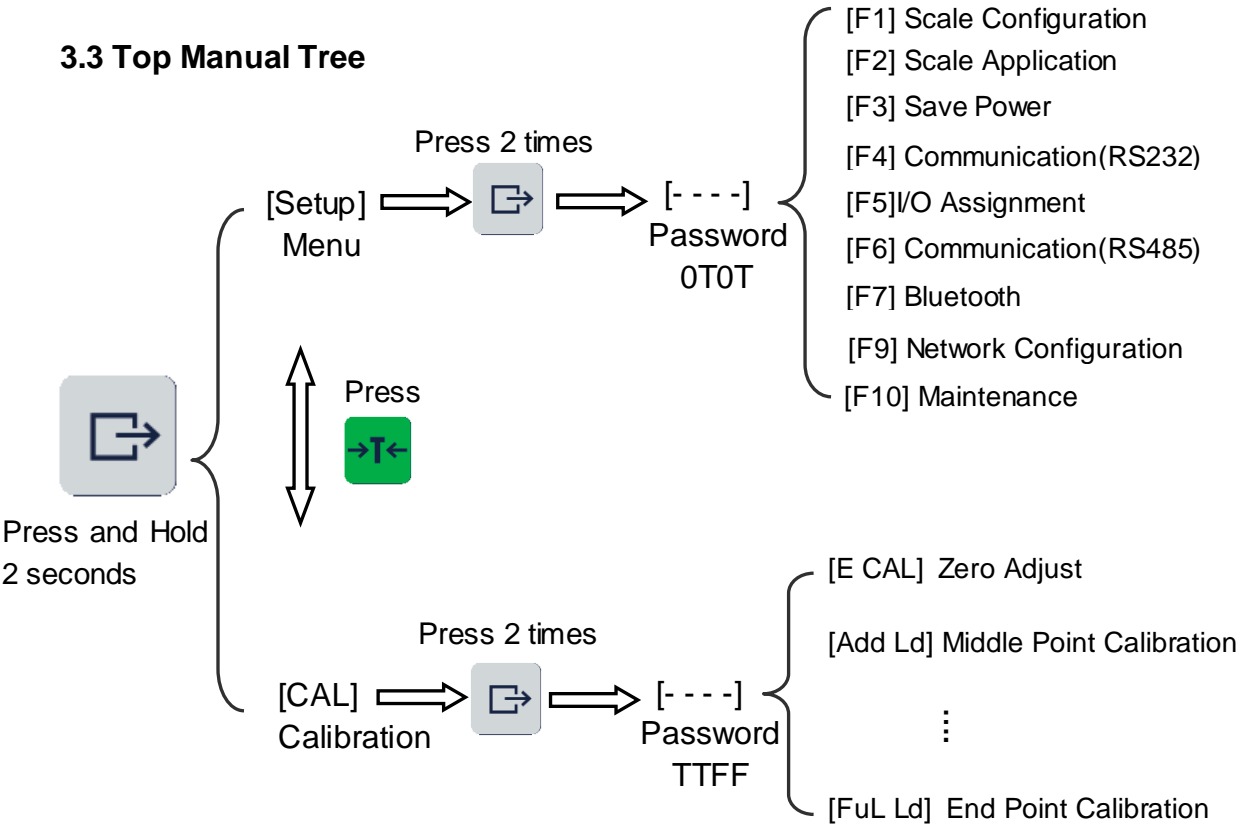 3.3 Top Manual Tree
Press and Hold
2 seconds
[Setup]
Menu
Press 2 times
[- - - -]
Password
0T0T
[F1] Scale Configuration
[F2] Scale Application
[F3] Save Power
[F4] Communication(RS232)
[F5]I/O Assignment
[F6] Communication(RS485)
[F7] Bluetooth
[F9] Network Configuration
[F10] Maintenance
Press
→T←
[CAL]
Calibration
Press 2 times
[- - - -]
Password
TTFF
[E CAL] Zero Adjust
[Add Ld] Middle Point Calibration
⋮
[FuL Ld] End Point Calibration